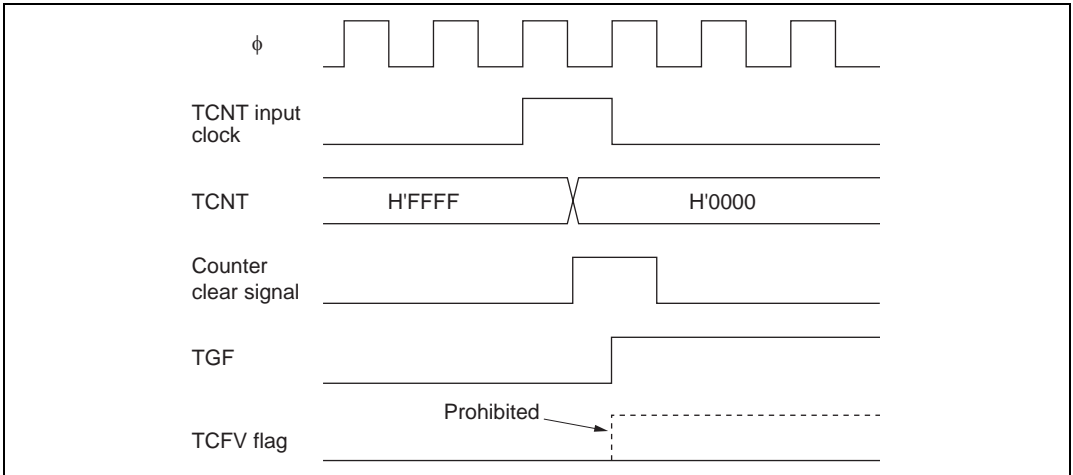 ϕ
TCNT input
clock
TCNT
H'FFFF
H'0000
Counter
clear signal
TGF
Prohibited
TCFV flag